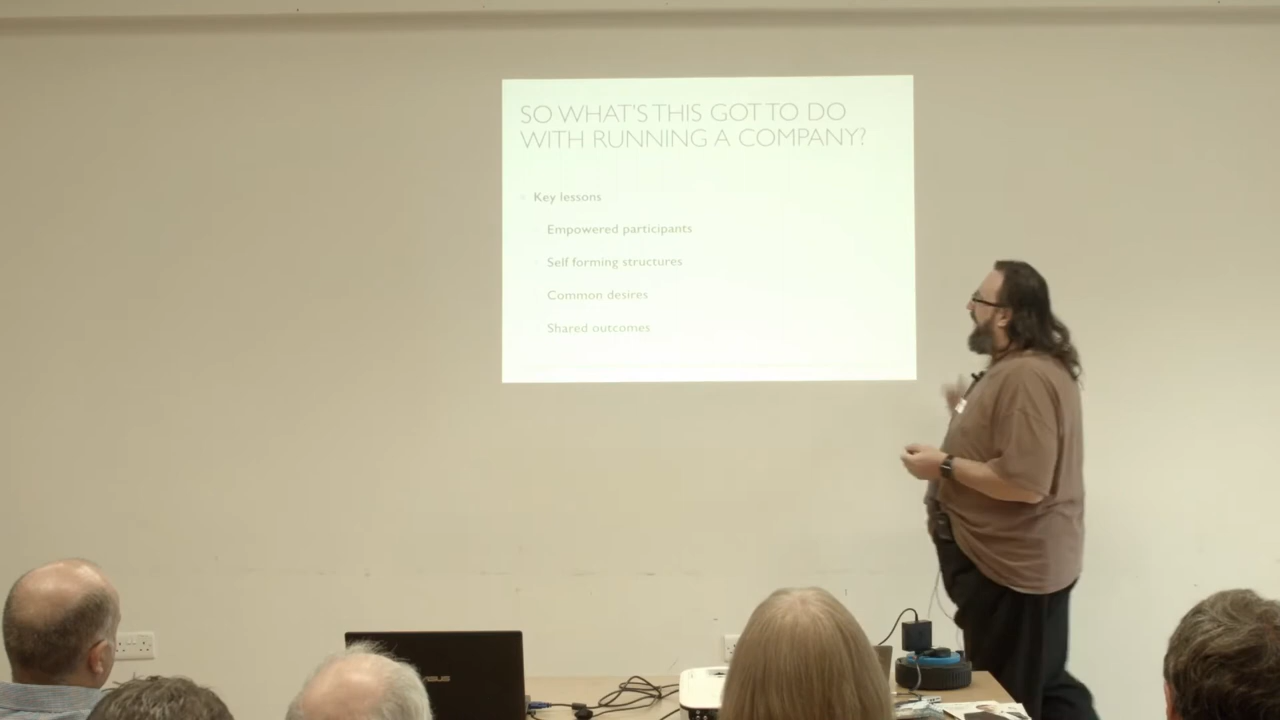 SO WHAT'S THIS GOT TO DO
WITH RUNNING A COMPANY?
Key lessons
Empowered participants
Self forming structures
Common desires
Shared outcomes
ASUS